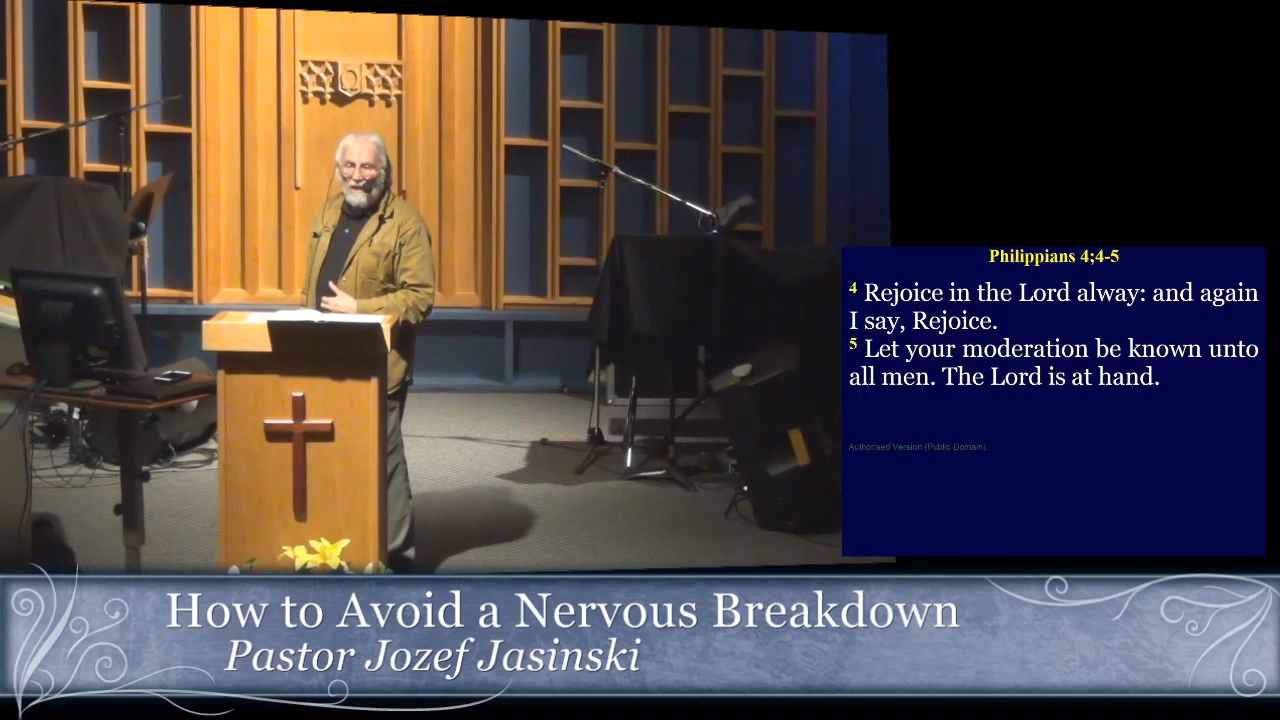 Philippians 4;4-5
4 Rejoice in the Lord alway: and again
I say, Rejoice.
5 Let your moderation be known unto
all men. The Lord is at hand.
Authorised Version (Public Domain)
How to Avoid a Nervous Breakdown
Pastor Jozef Jasinski